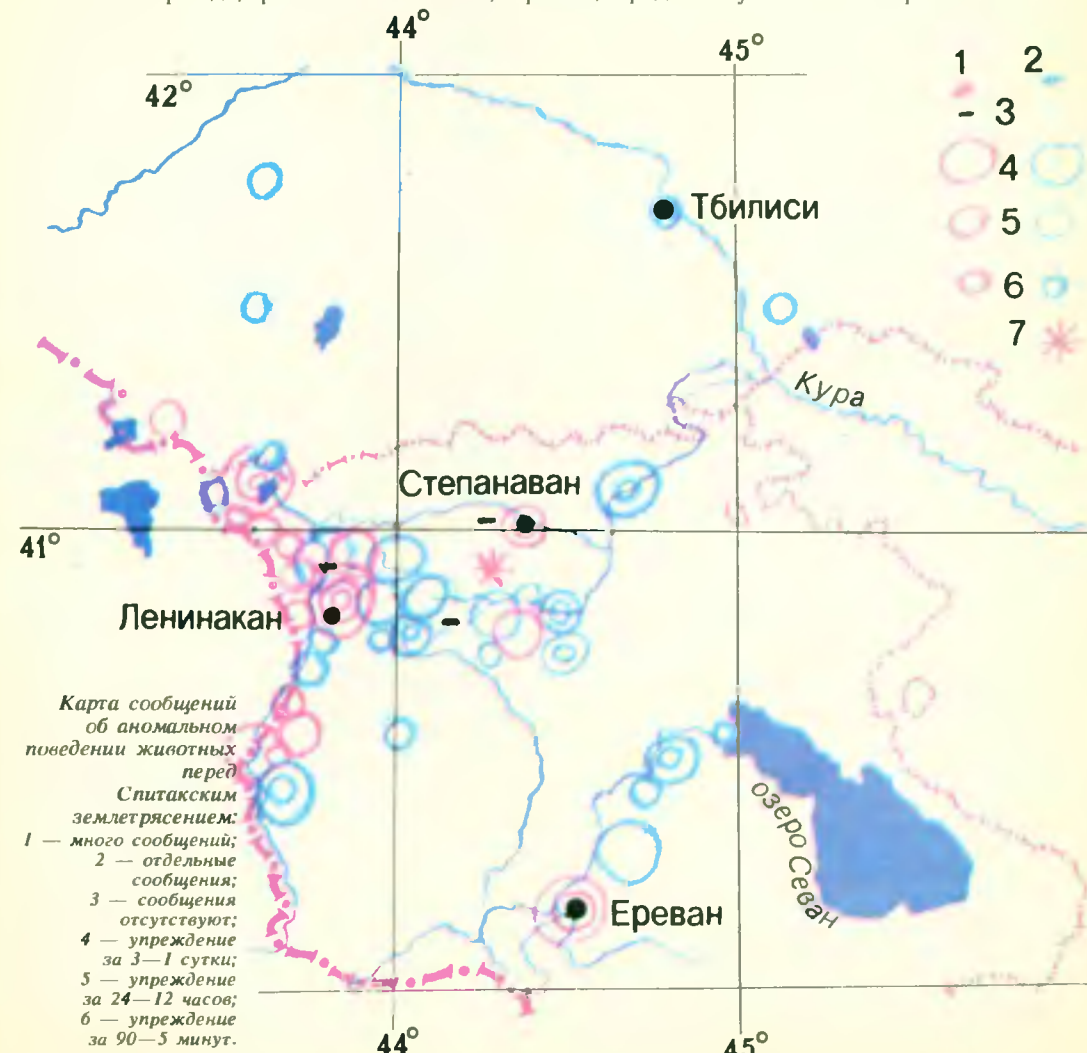 44°
45°
42°
1 2
3
4
5
6
7
Тбилиси
Кура
Степанаван
41°
Ленинакан
Карта сообщений
об аномальном
поведении животных
перед
Спитакским
землетрясением:
1 — много сообщений;
2 — отдельные
сообщения;
3 — сообщения
отсутствуют;
4 — упреждение
за 3—1 сутки;
5 — упреждение
за 24—12 часов;
6 — упреждение
за 90—5 минут.
озеро Севан
Ереван
44°
45°